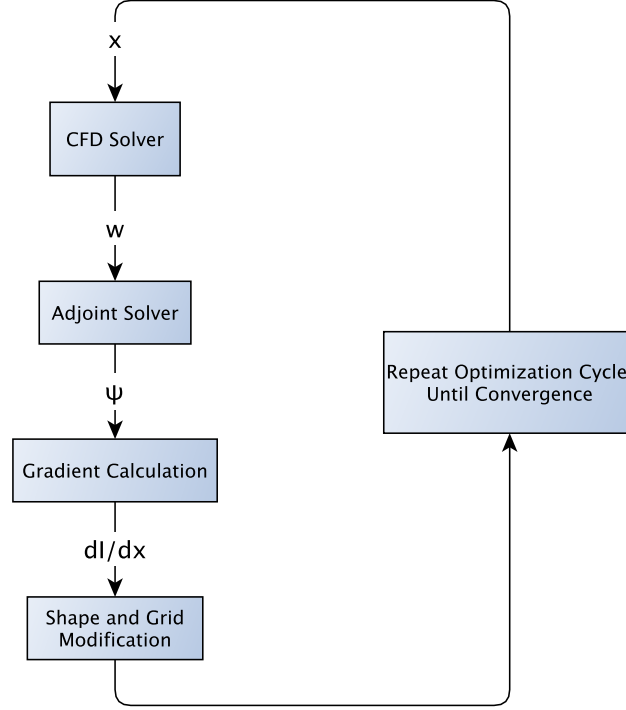 x
CFD Solver
w
Adjoint Solver
ψ
Gradient Calculation
dI/dx
Shape and Grid
Modification
Repeat Optimization Cycle
Until Convergence